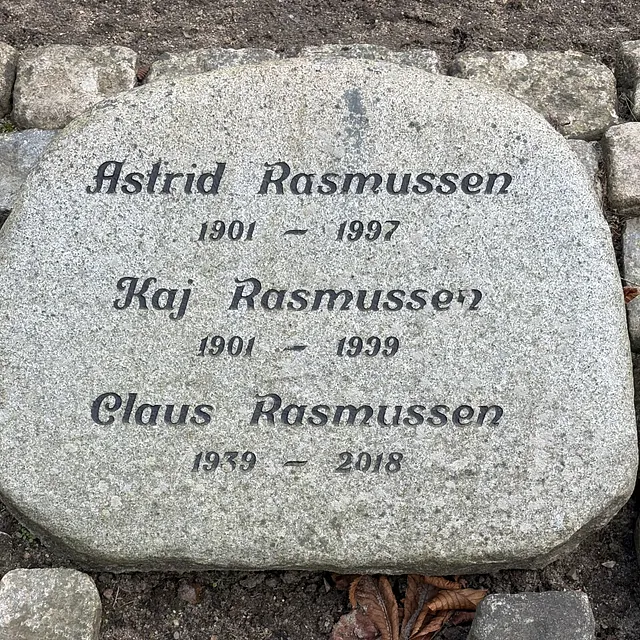 Astrid Rasmussen
1901 – 1997
Kaj Rasmussen
1901 – 1999
Claus Rasmussen
1939 – 2018